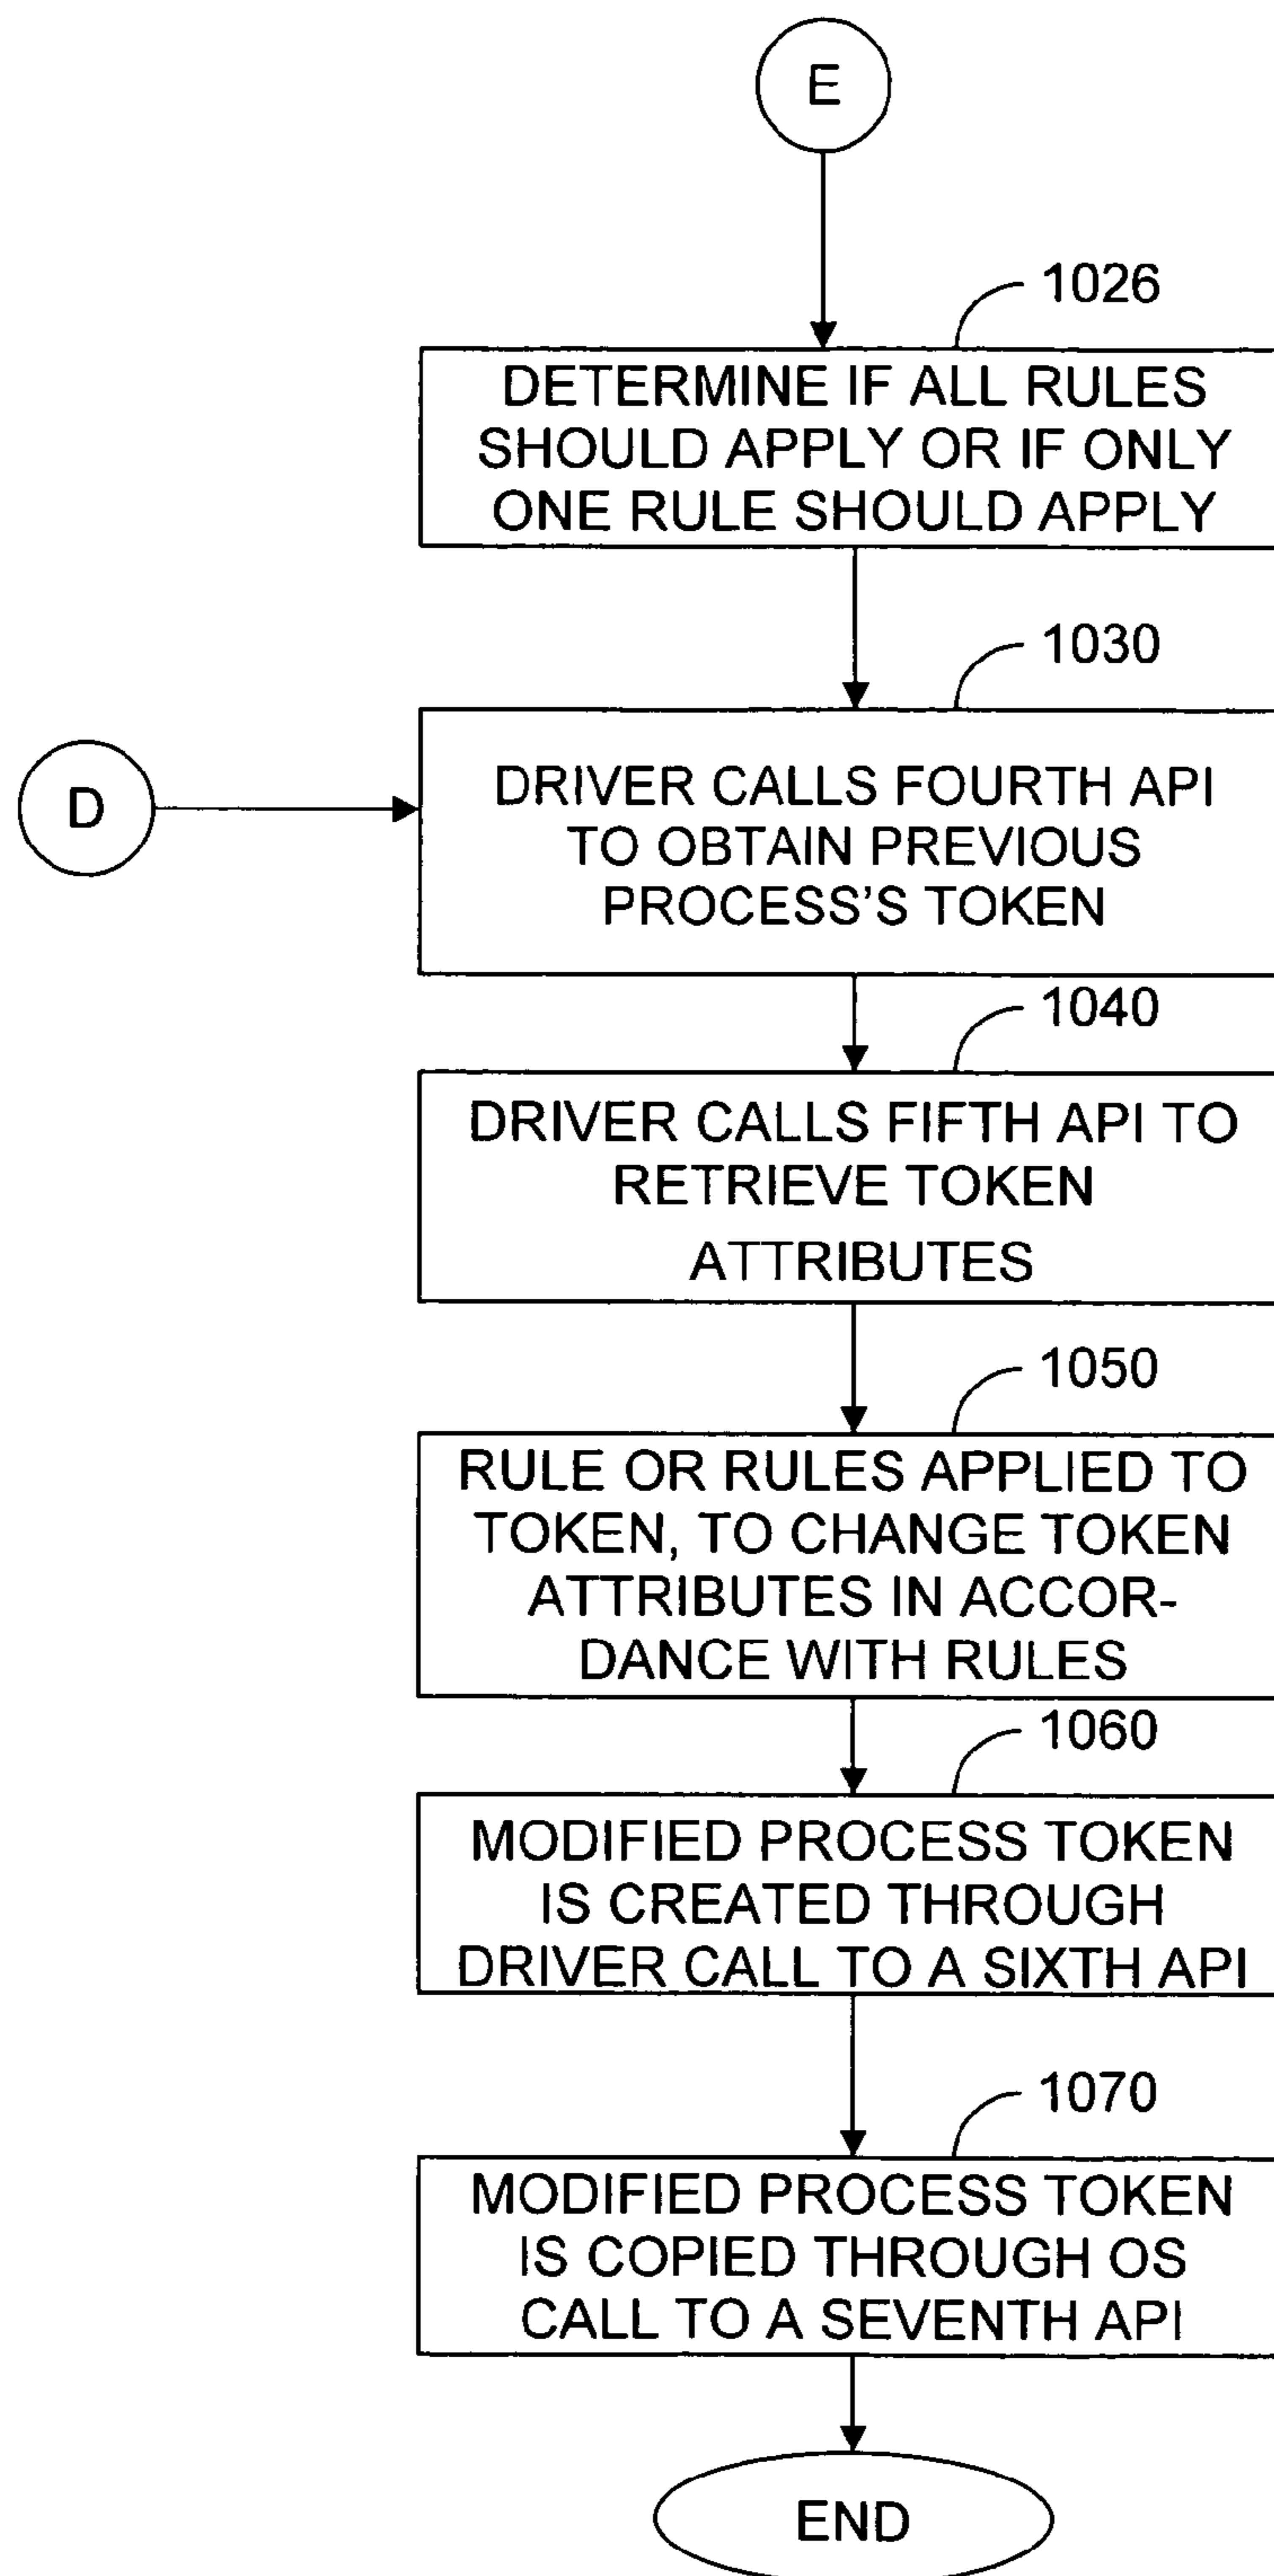 E
1026
DETERMINE IF ALL RULES
SHOULD APPLY OR IF ONLY
ONE RULE SHOULD APPLY
1030
D
DRIVER CALLS FOURTH API
TO OBTAIN PREVIOUS
PROCESS’S TOKEN
1040
DRIVER CALLS FIFTH API TO
RETRIEVE TOKEN
ATTRIBUTES
1050
RULE OR RULES APPLIED TO
TOKEN, TO CHANGE TOKEN
ATTRIBUTES IN ACCOR-
DANCE WITH RULES
1060
MODIFIED PROCESS TOKEN
IS CREATED THROUGH
DRIVER CALL TO A SIXTH API
1070
MODIFIED PROCESS TOKEN
IS COPIED THROUGH OS
CALL TO A SEVENTH API
END